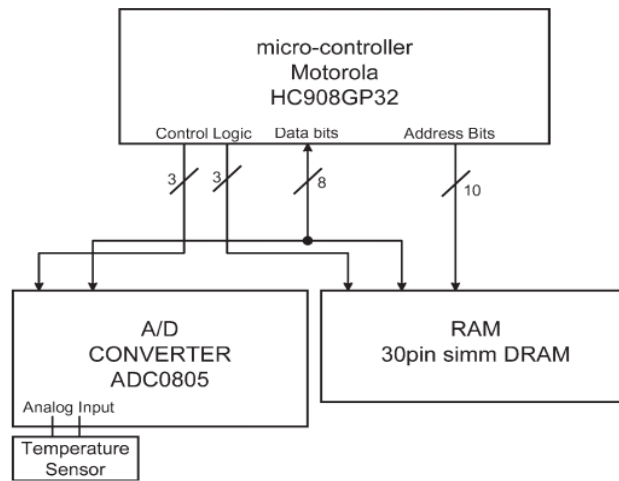 micro-controller
Motorola
HC908GP32
Control Logic Data bits Address Bits
3 3 8 10
A/D
CONVERTER
ADC0805
Analog Input
RAM
30pin simm DRAM
Temperature
Sensor